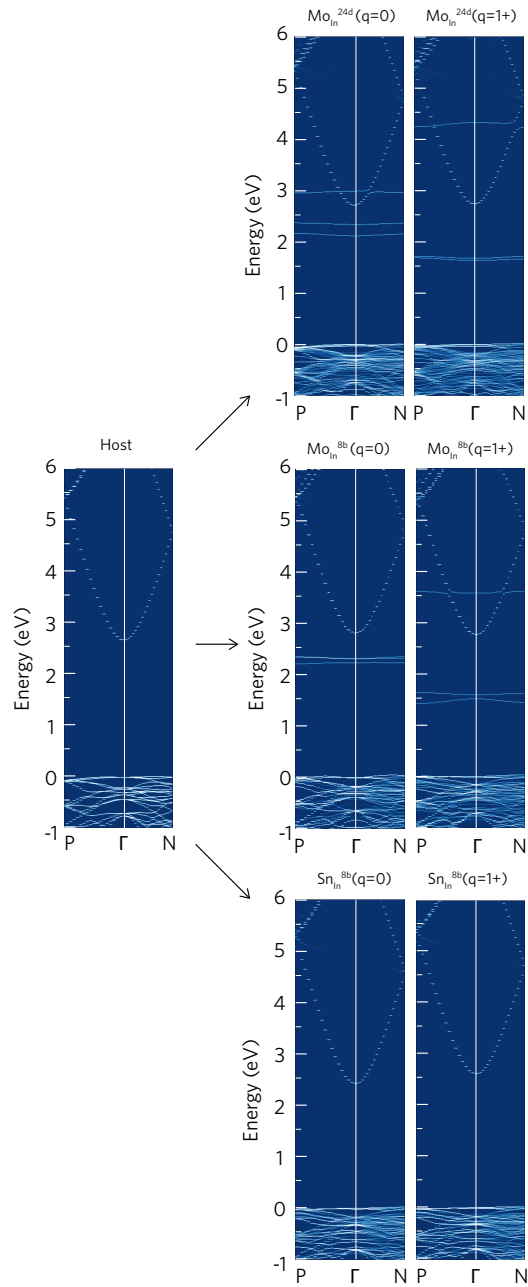 Mo_In^24d (q=0)
Mo_In^24d (q=1+)
6
5
4
3
2
1
0
-1
Energy (eV)
P Γ N
P Γ N
Host
6
5
4
3
2
1
0
-1
Energy (eV)
P Γ N
Mo_In^8b (q=0)
Mo_In^8b (q=1+)
6
5
4
3
2
1
0
-1
Energy (eV)
P Γ N
P Γ N
Sn_In^8b (q=0)
Sn_In^8b (q=1+)
6
5
4
3
2
1
0
-1
Energy (eV)
P Γ N
P Γ N